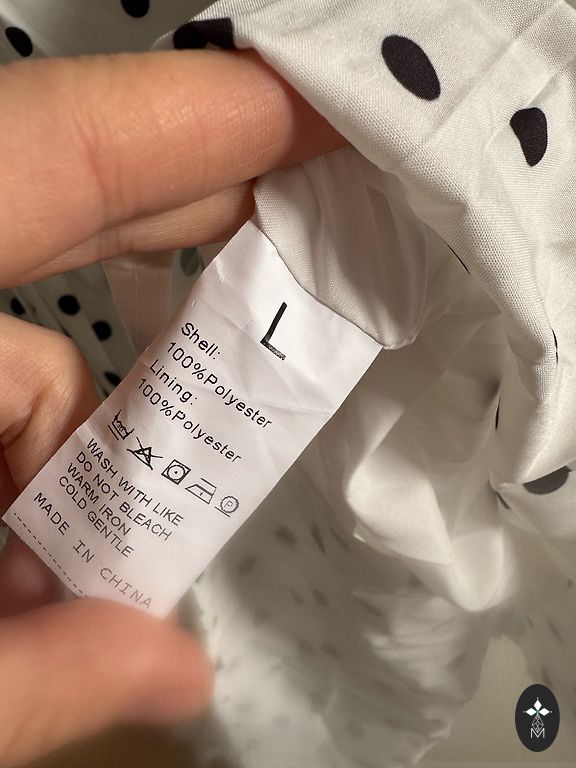 L
Shell:
100%Polyester
Lining:
100%Polyester
P
WASH WITH LIKE
DO NOT BLEACH
WARM IRON
COLD GENTLE
MADE IN CHINA
M